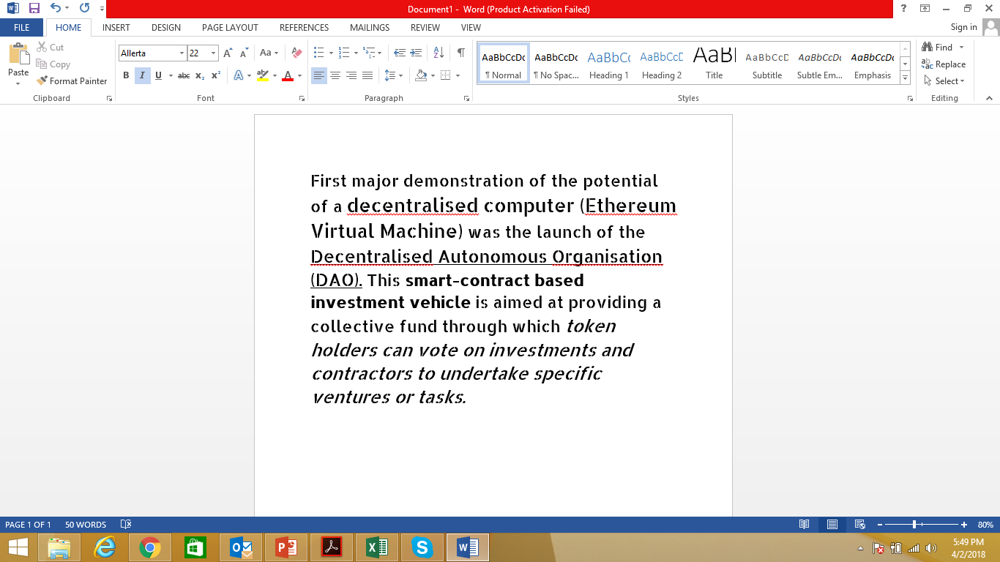 Document1 - Word (Product Activation Failed)
FILE HOME INSERT DESIGN PAGE LAYOUT REFERENCES MAILINGS REVIEW VIEW Sign in
Cut
Copy
Format Painter
Paste
Clipboard
Allerta 22
Font
Paragraph
AaBbCcDc AaBbCcDc AaBbCc AaBbCcD AaBl AaBbCcD AaBbCcDc AaBbCcDc
¶ Normal ¶ No Spac... Heading 1 Heading 2 Title Subtitle Subtle Em... Emphasis
Styles
Find
Replace
Select
Editing
First major demonstration of the potential
of a decentralised computer (Ethereum
Virtual Machine) was the launch of the
Decentralised Autonomous Organisation
(DAO). This smart-contract based
investment vehicle is aimed at providing a
collective fund through which token
holders can vote on investments and
contractors to undertake specific
ventures or tasks.
PAGE 1 OF 1 50 WORDS 80%
5:49 PM
4/2/2018